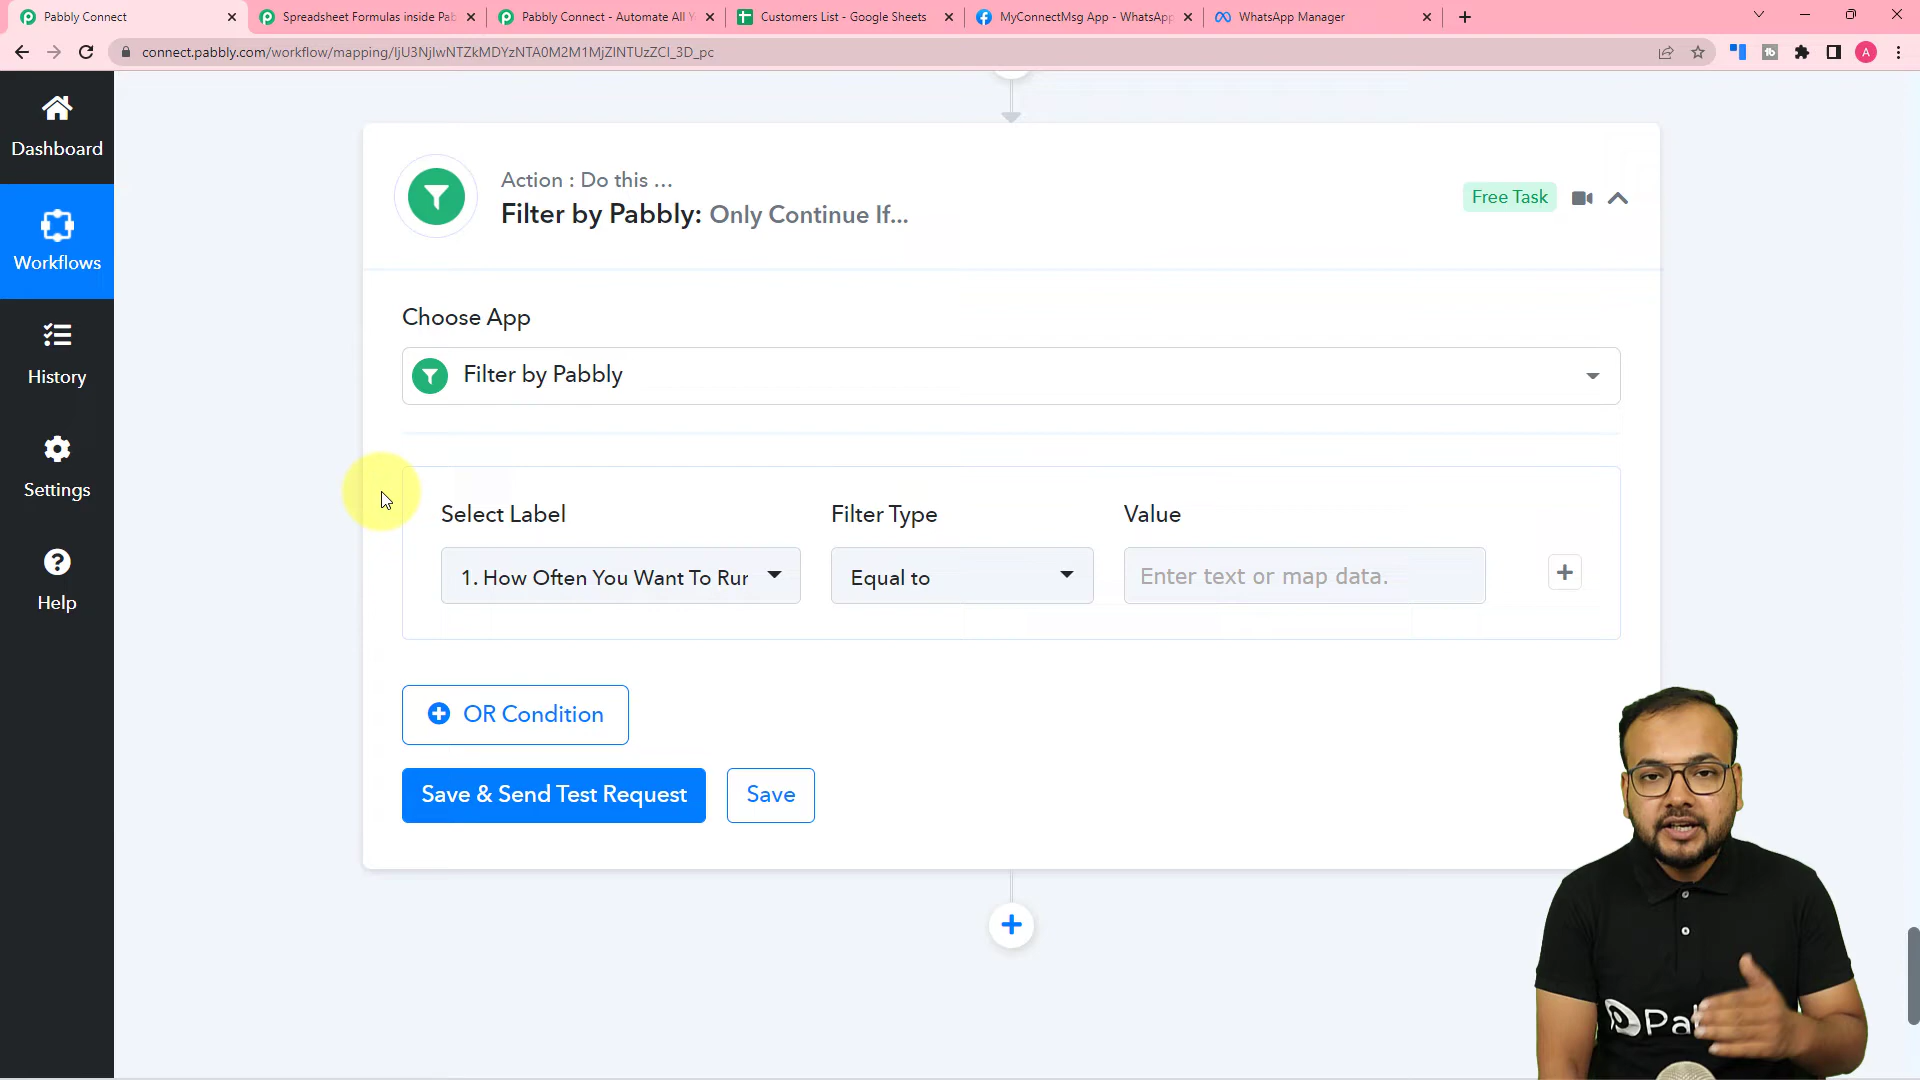 Pabbly Connect
Spreadsheet Formulas inside Pab
Pabbly Connect - Automate All Y
Customers List - Google Sheets
MyConnectMsg App - WhatsApp
WhatsApp Manager
connect.pabbly.com/workflow/mapping/IjU3NjIwNTZkMDYzNTA0M2M1MjZINTUzZCI_3D_pc
A
Dashboard
Workflows
History
Settings
Help
Action : Do this ...
Filter by Pabbly: Only Continue If...
Free Task
Choose App
Filter by Pabbly
Select Label
Filter Type
Value
1. How Often You Want To Rur
Equal to
Enter text or map data.
OR Condition
Save & Send Test Request
Save